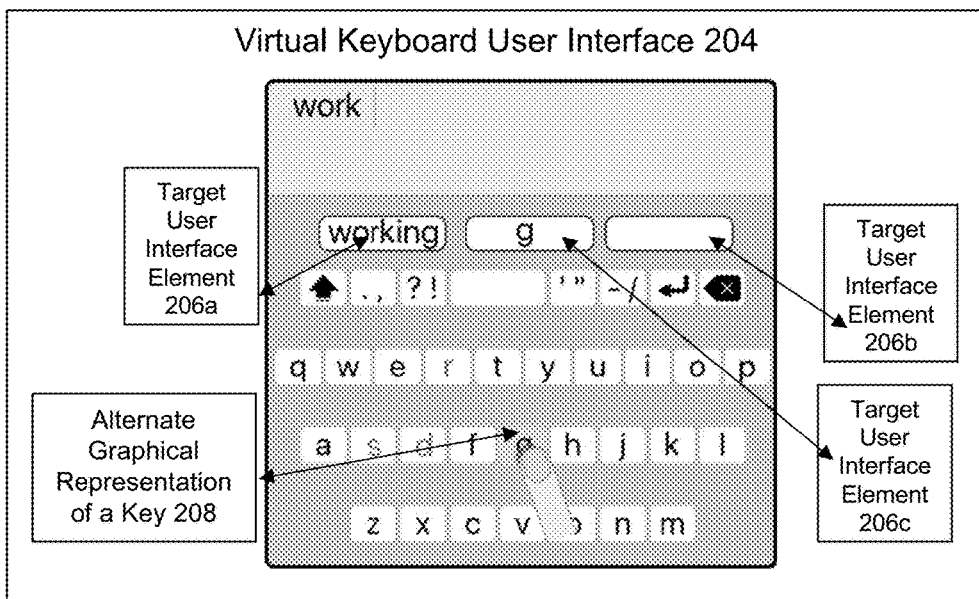 Virtual Keyboard User Interface 204
work
Target
User
Interface
Element
206a
working g
Target
User
Interface
Element
206b
. , ? ! ' " ~ /
q w e r t y u i o p
Alternate
Graphical
Representation
of a Key 208
a s d f g h j k l
Target
User
Interface
Element
206c
z x c v b n m